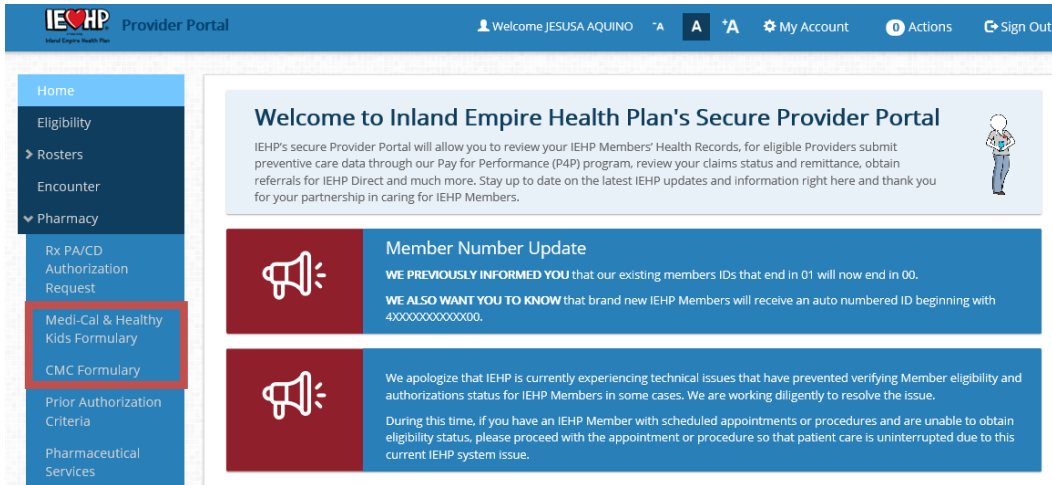 IEHP
Inland Empire Health Plan
Provider Portal
Welcome JESUSA AQUINO
-A
A
+A
My Account
0 Actions
Sign Out
Home
Eligibility
Rosters
Encounter
Pharmacy
Rx PA/CD
Authorization
Request
Medi-Cal & Healthy
Kids Formulary
CMC Formulary
Prior Authorization
Criteria
Pharmaceutical
Services
Welcome to Inland Empire Health Plan's Secure Provider Portal
IEHP's secure Provider Portal will allow you to review your IEHP Members' Health Records, for eligible Providers submit
preventive care data through our Pay for Performance (P4P) program, review your claims status and remittance, obtain
referrals for IEHP Direct and much more. Stay up to date on the latest IEHP updates and information right here and thank you
for your partnership in caring for IEHP Members.
Member Number Update
WE PREVIOUSLY INFORMED YOU that our existing members IDs that end in 01 will now end in 00.
WE ALSO WANT YOU TO KNOW that brand new IEHP Members will receive an auto numbered ID beginning with
4XXXXXXXXXXX00.
We apologize that IEHP is currently experiencing technical issues that have prevented verifying Member eligibility and
authorizations status for IEHP Members in some cases. We are working diligently to resolve the issue.
During this time, if you have an IEHP Member with scheduled appointments or procedures and are unable to obtain
eligibility status, please proceed with the appointment or procedure so that patient care is uninterrupted due to this
current IEHP system issue.